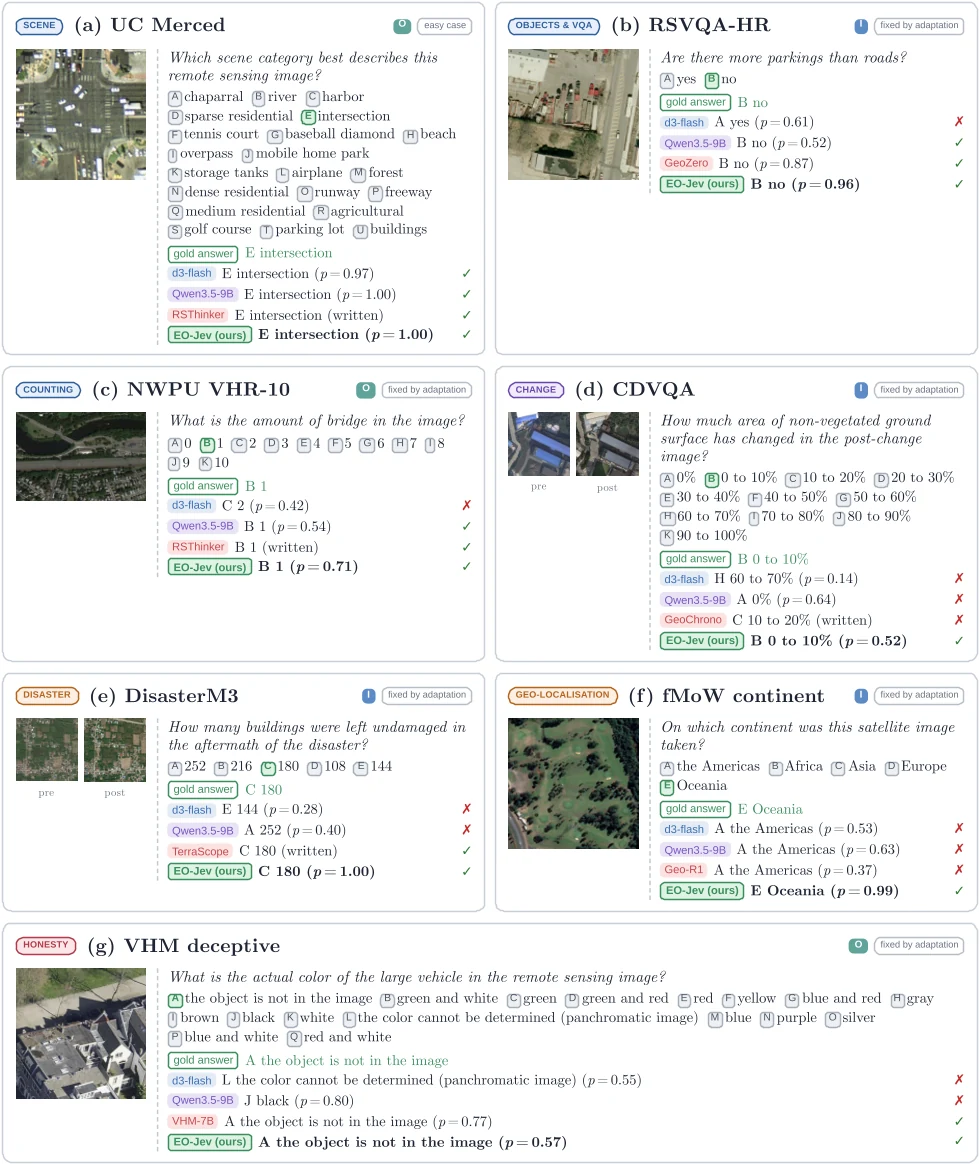 SCENE (a) UC Merced O easy case
Which scene category best describes this
remote sensing image?
A chaparral B river C harbor
D sparse residential E intersection
F tennis court G baseball diamond H beach
I overpass J mobile home park
K storage tanks L airplane M forest
N dense residential O runway P freeway
Q medium residential R agricultural
S golf course T parking lot U buildings
gold answer E intersection
d3-flash E intersection (p = 0.97) ✓
Qwen3.5-9B E intersection (p = 1.00) ✓
RSThinker E intersection (written) ✓
EO-Jev (ours) E intersection (p = 1.00) ✓
OBJECTS & VQA (b) RSVQA-HR I fixed by adaptation
Are there more parkings than roads?
A yes B no
gold answer B no
d3-flash A yes (p = 0.61) ✗
Qwen3.5-9B B no (p = 0.52) ✓
GeoZero B no (p = 0.87) ✓
EO-Jev (ours) B no (p = 0.96) ✓
COUNTING (c) NWPU VHR-10 O fixed by adaptation
What is the amount of bridge in the image?
A 0 B 1 C 2 D 3 E 4 F 5 G 6 H 7 I 8
J 9 K 10
gold answer B 1
d3-flash C 2 (p = 0.42) ✗
Qwen3.5-9B B 1 (p = 0.54) ✓
RSThinker B 1 (written) ✓
EO-Jev (ours) B 1 (p = 0.71) ✓
CHANGE (d) CDVQA I fixed by adaptation
pre post
How much area of non-vegetated ground
surface has changed in the post-change
image?
A 0% B 0 to 10% C 10 to 20% D 20 to 30%
E 30 to 40% F 40 to 50% G 50 to 60%
H 60 to 70% I 70 to 80% J 80 to 90%
K 90 to 100%
gold answer B 0 to 10%
d3-flash H 60 to 70% (p = 0.14) ✗
Qwen3.5-9B A 0% (p = 0.64) ✗
GeoChrono C 10 to 20% (written) ✗
EO-Jev (ours) B 0 to 10% (p = 0.52) ✓
DISASTER (e) DisasterM3 I fixed by adaptation
pre post
How many buildings were left undamaged in
the aftermath of the disaster?
A 252 B 216 C 180 D 108 E 144
gold answer C 180
d3-flash E 144 (p = 0.28) ✗
Qwen3.5-9B A 252 (p = 0.40) ✗
TerraScope C 180 (written) ✓
EO-Jev (ours) C 180 (p = 1.00) ✓
GEO-LOCALISATION (f) fMoW continent I fixed by adaptation
On which continent was this satellite image
taken?
A the Americas B Africa C Asia D Europe
E Oceania
gold answer E Oceania
d3-flash A the Americas (p = 0.53) ✗
Qwen3.5-9B A the Americas (p = 0.63) ✗
Geo-R1 A the Americas (p = 0.37) ✗
EO-Jev (ours) E Oceania (p = 0.99) ✓
HONESTY (g) VHM deceptive O fixed by adaptation
What is the actual color of the large vehicle in the remote sensing image?
A the object is not in the image B green and white C green D green and red E red F yellow G blue and red H gray
I brown J black K white L the color cannot be determined (panchromatic image) M blue N purple O silver
P blue and white Q red and white
gold answer A the object is not in the image
d3-flash L the color cannot be determined (panchromatic image) (p = 0.55) ✗
Qwen3.5-9B J black (p = 0.80) ✗
VHM-7B A the object is not in the image (p = 0.77) ✓
EO-Jev (ours) A the object is not in the image (p = 0.57) ✓